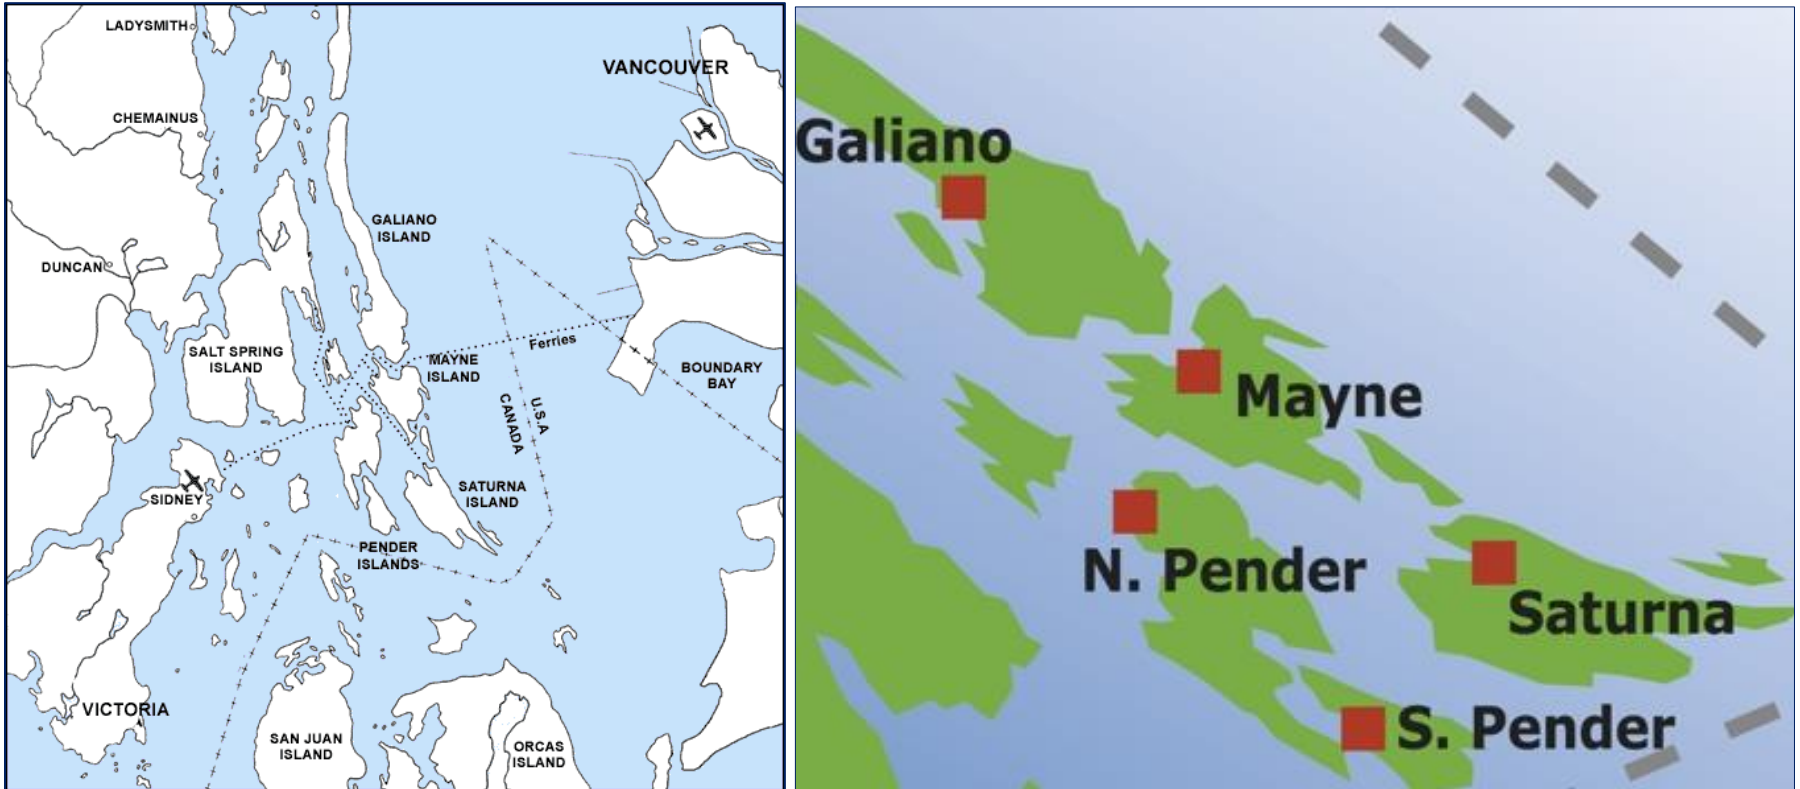 LADYSMITH
VANCOUVER
CHEMAINUS
GALIANO
ISLAND
DUNCAN
Ferries
SALT SPRING
ISLAND
MAYNE
ISLAND
BOUNDARY
BAY
U.S.A
CANADA
SATURNA
ISLAND
SIDNEY
PENDER
ISLANDS
VICTORIA
SAN JUAN
ISLAND
ORCAS
ISLAND
Galiano
Mayne
N. Pender
Saturna
S. Pender